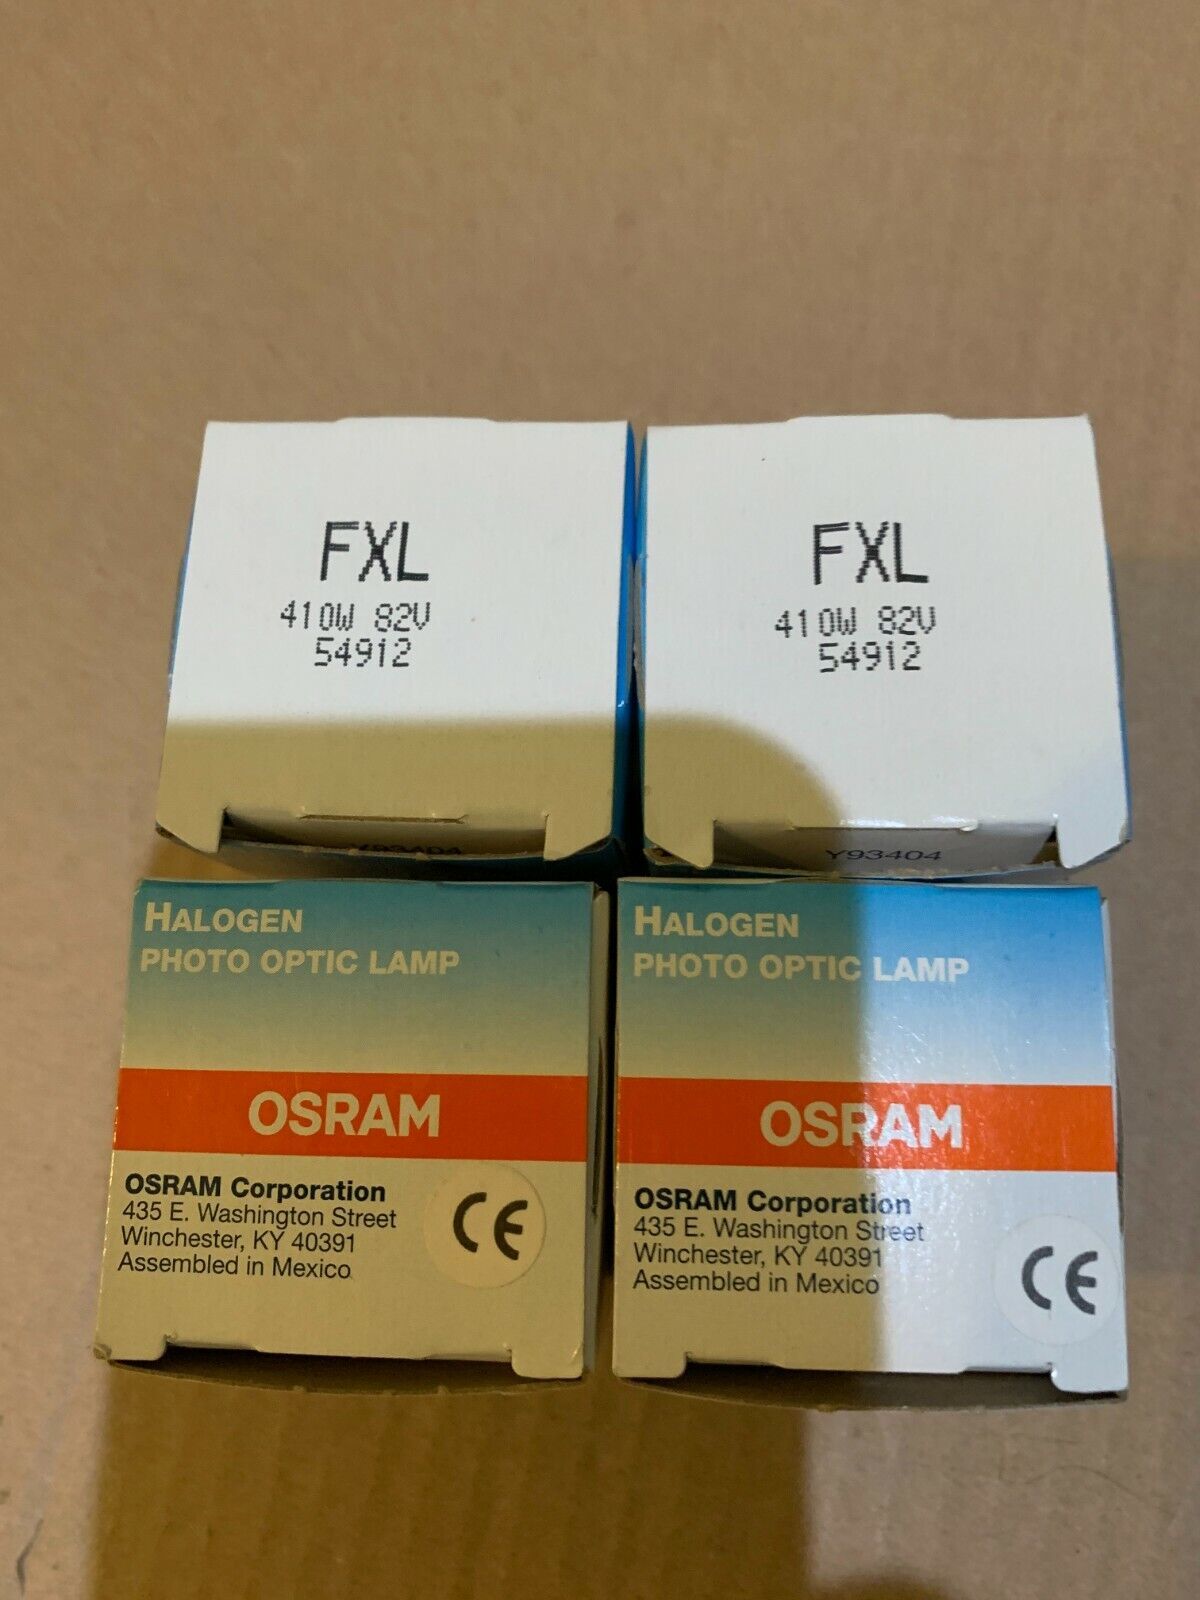 FXL
410W 82V
54912
Y93404
FXL
410W 82V
54912
Y93404
HALOGEN
PHOTO OPTIC LAMP
OSRAM
OSRAM Corporation
435 E. Washington Street
Winchester, KY 40391
Assembled in Mexico
CE
HALOGEN
PHOTO OPTIC LAMP
OSRAM
OSRAM Corporation
435 E. Washington Street
Winchester, KY 40391
Assembled in Mexico
CE